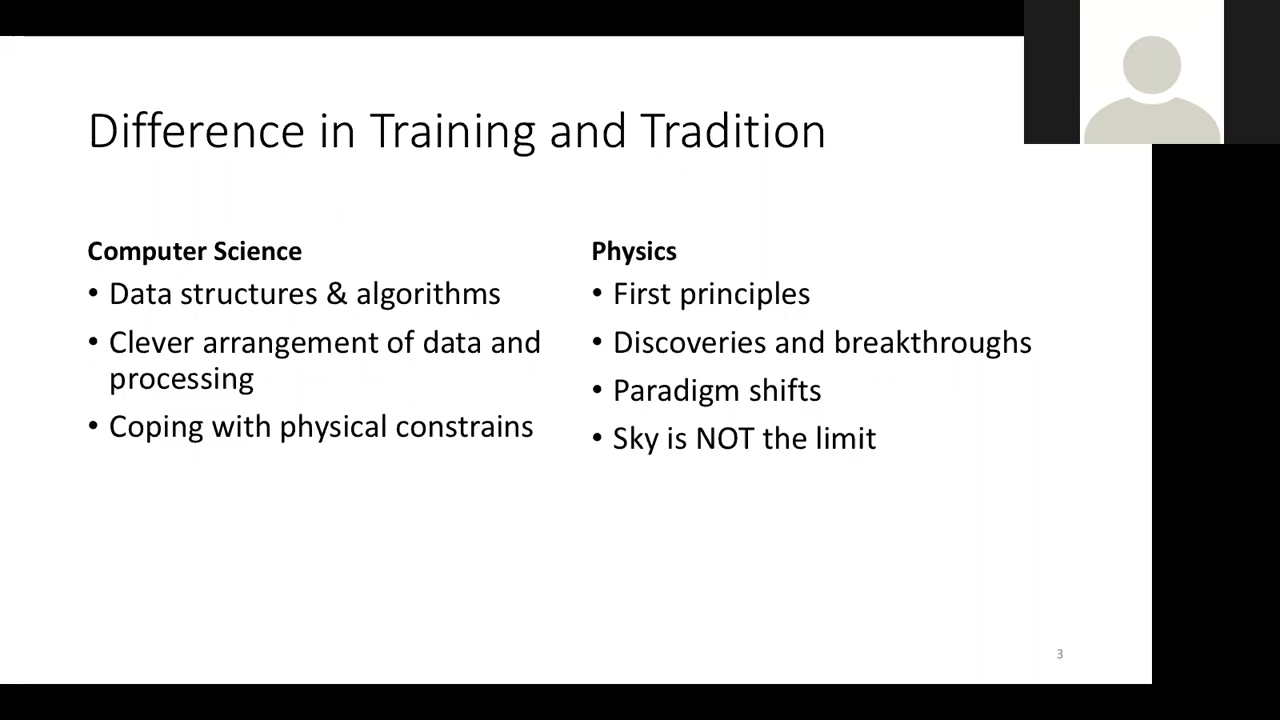 Difference in Training and Tradition
Computer Science
• Data structures & algorithms
• Clever arrangement of data and
processing
• Coping with physical constrains
Physics
• First principles
• Discoveries and breakthroughs
• Paradigm shifts
• Sky is NOT the limit
3